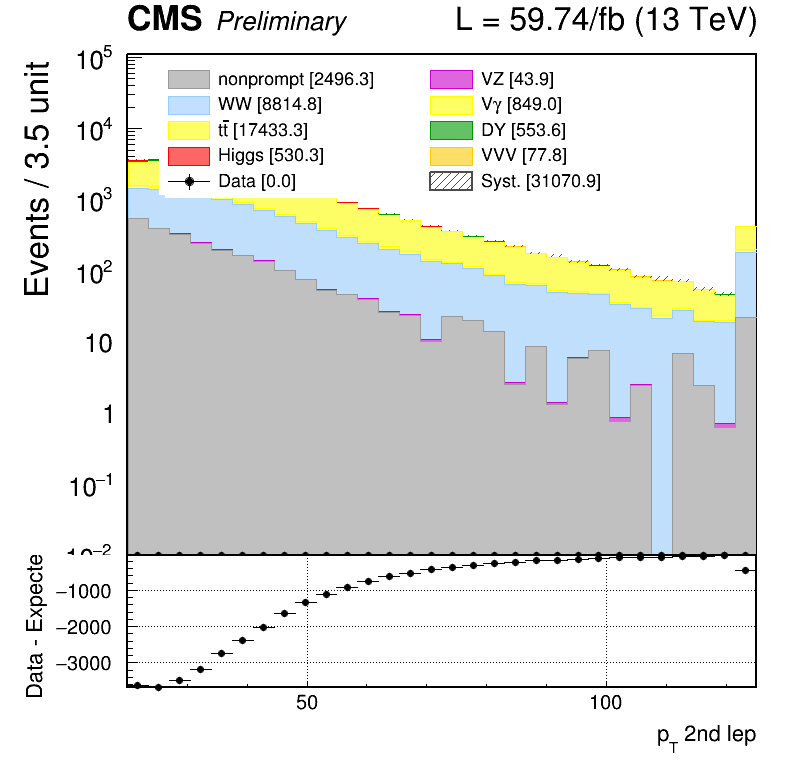 CMS Preliminary L = 59.74/fb (13 TeV)
Events / 3.5 unit
10⁵
10⁴
10³
10²
10
1
10⁻¹
10⁻²
nonprompt [2496.3]
WW [8814.8]
tt̄ [17433.3]
Higgs [530.3]
Data [0.0]
VZ [43.9]
Vγ [849.0]
DY [553.6]
VVV [77.8]
Syst. [31070.9]
Data - Expecte
−1000
−2000
−3000
50 100
p_T 2nd lep